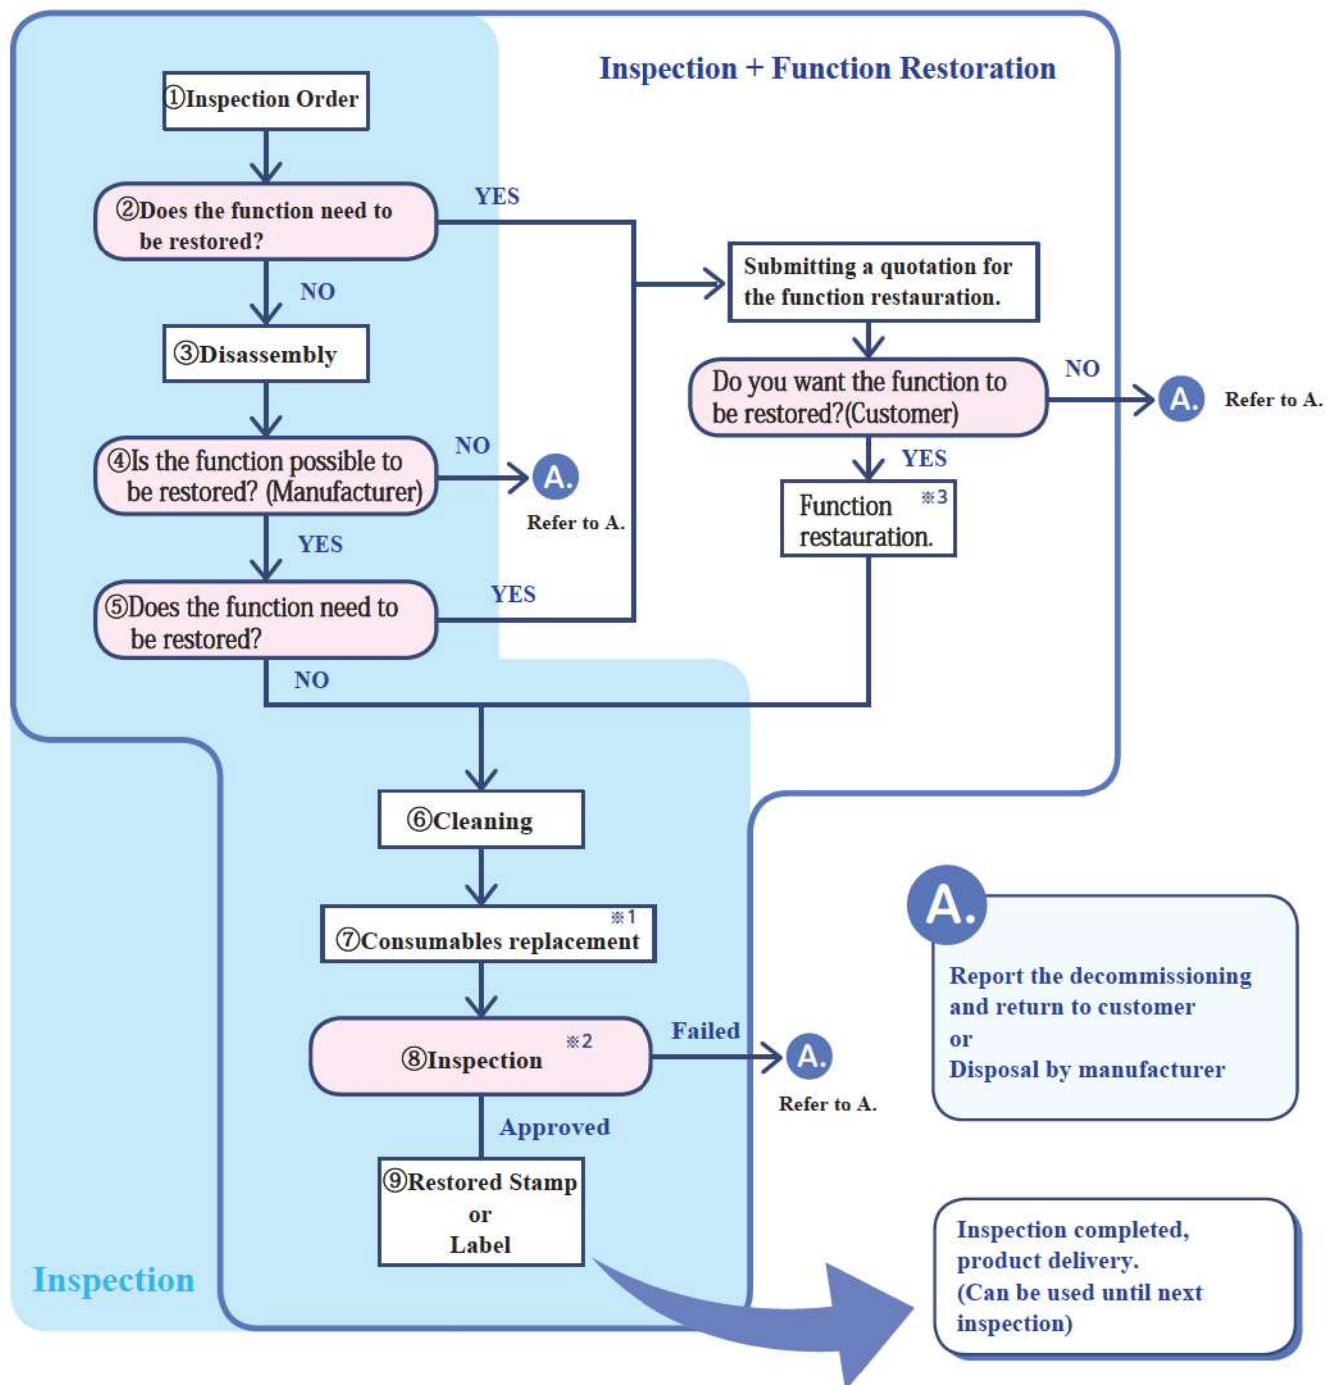 Inspection + Function Restoration
①Inspection Order
②Does the function need to
be restored?
YES
NO
③Disassembly
④Is the function possible to
be restored? (Manufacturer)
NO
A.
Refer to A.
YES
⑤Does the function need to
be restored?
YES
NO
Submitting a quotation for
the function restauration.
Do you want the function to
be restored?(Customer)
NO
A.
Refer to A.
YES
Function ※3
restauration.
⑥Cleaning
※1
⑦Consumables replacement
⑧Inspection ※2
Failed
A.
Refer to A.
Approved
⑨Restored Stamp
or
Label
Inspection
A.
Report the decommissioning
and return to customer
or
Disposal by manufacturer
Inspection completed,
product delivery.
(Can be used until next
inspection)